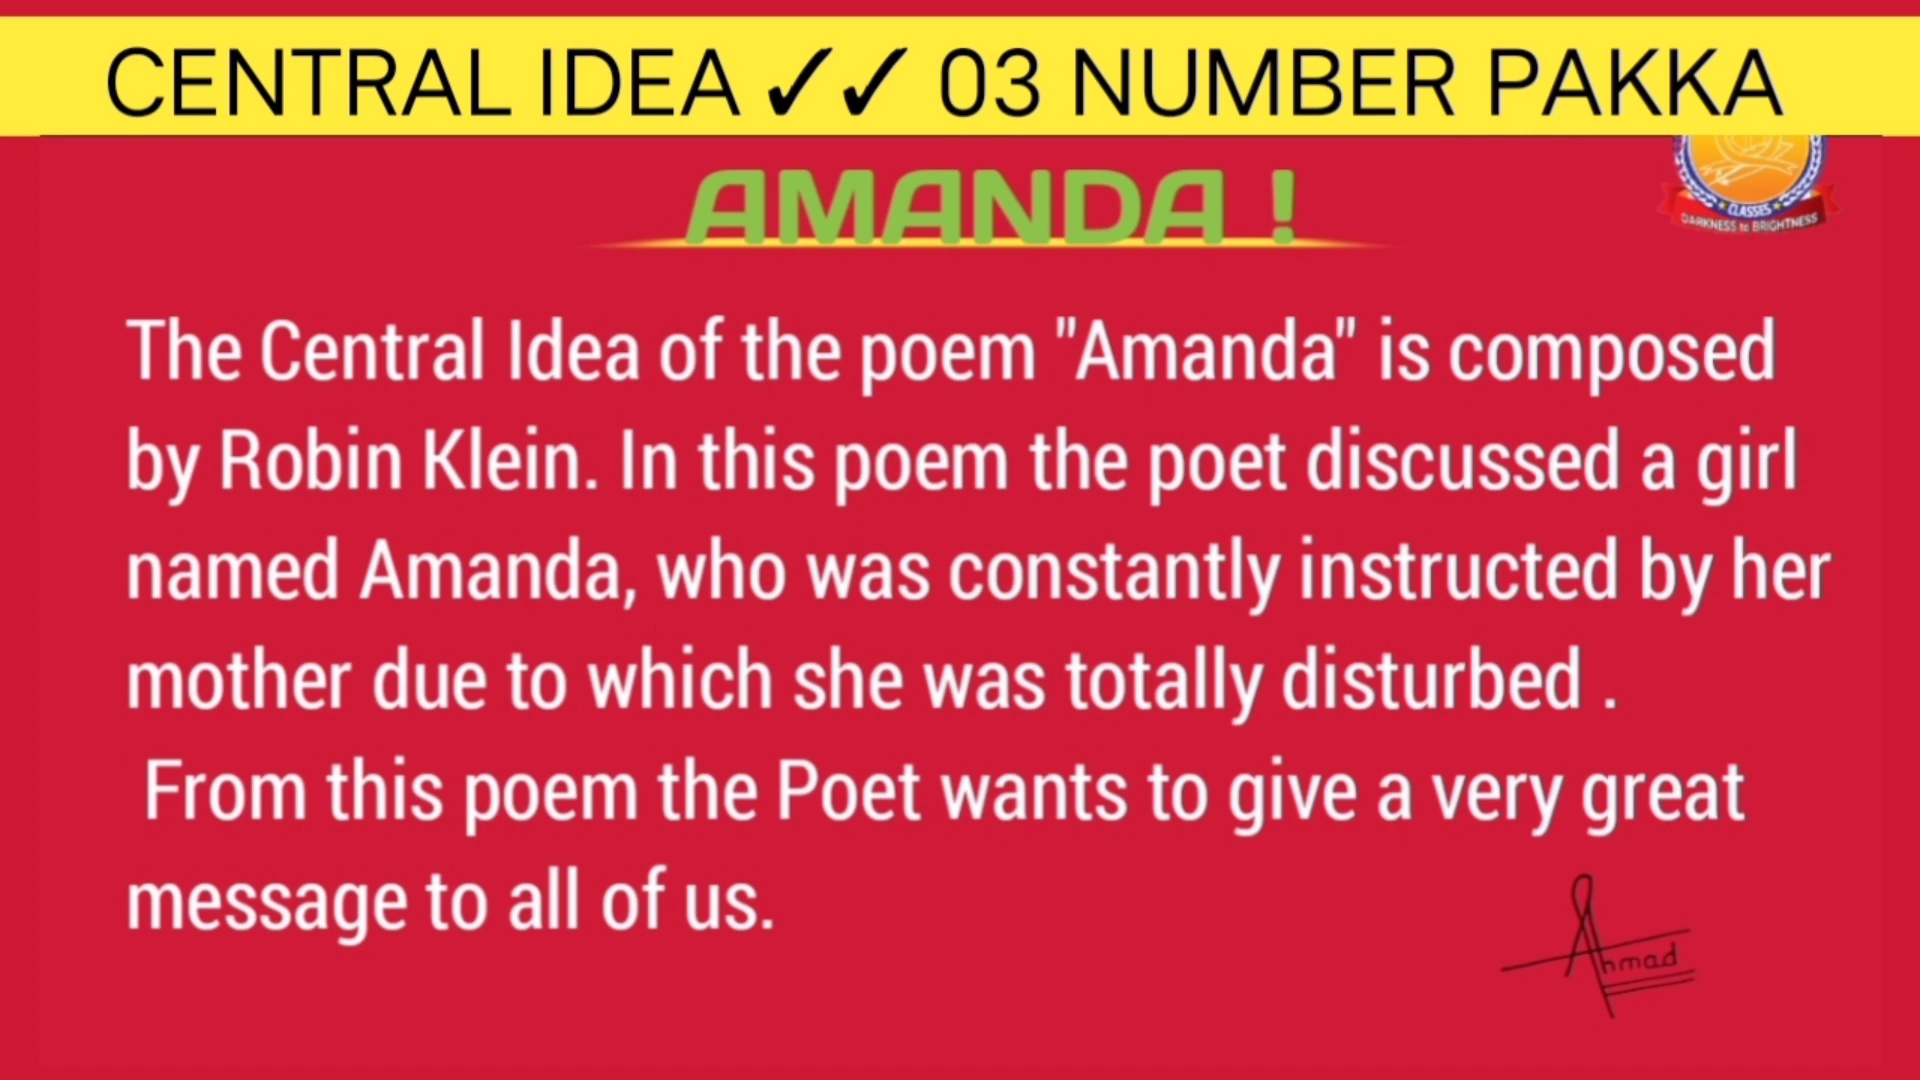 CENTRAL IDEA ✓✓ 03 NUMBER PAKKA
CLASSES
DARKNESS to BRIGHTNESS
AMANDA !
The Central Idea of the poem "Amanda" is composed
by Robin Klein. In this poem the poet discussed a girl
named Amanda, who was constantly instructed by her
mother due to which she was totally disturbed .
From this poem the Poet wants to give a very great
message to all of us.
Ahmad